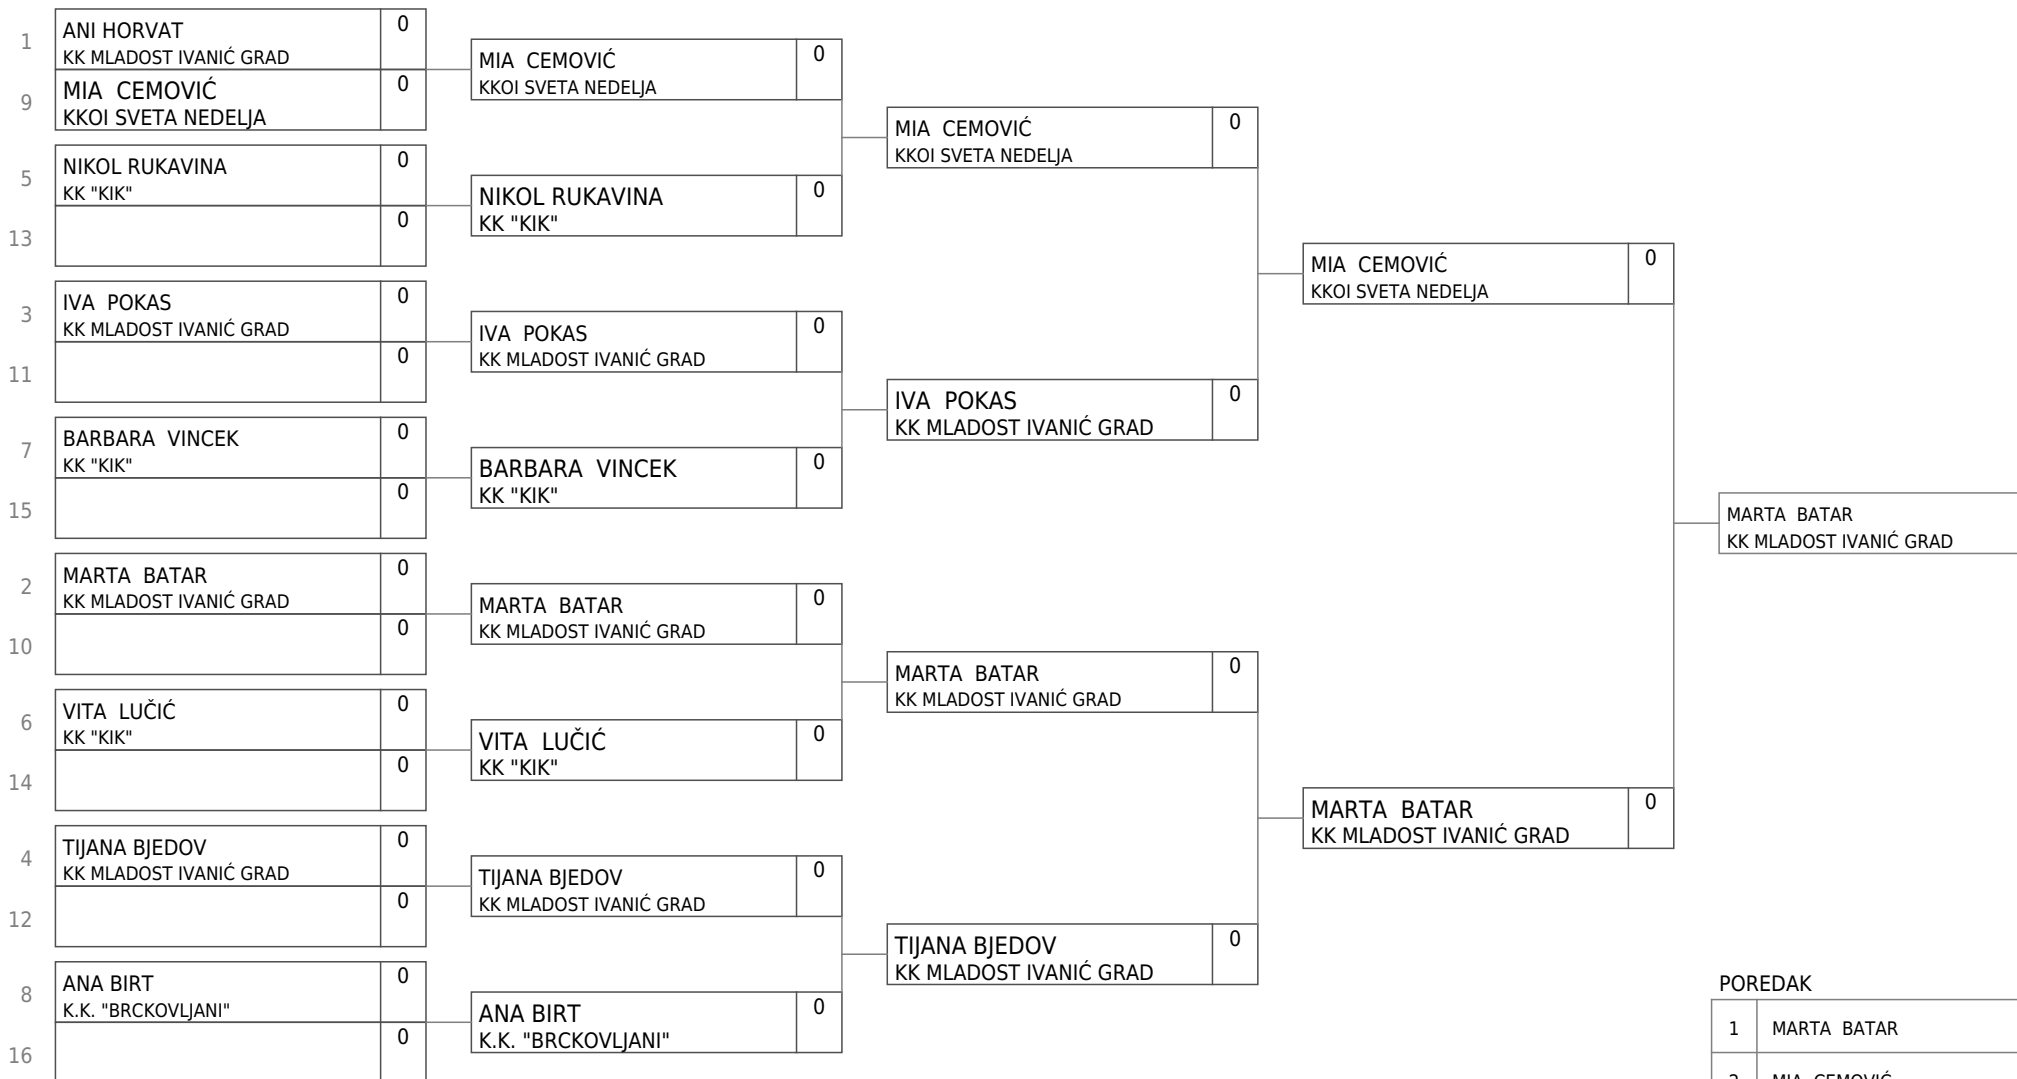 1
ANI HORVAT
0
KK MLADOST IVANIĆ GRAD
9
MIA CEMOVIĆ
0
KKOI SVETA NEDELJA
5
NIKOL RUKAVINA
0
KK "KIK"
13
0
3
IVA POKAS
0
KK MLADOST IVANIĆ GRAD
11
0
7
BARBARA VINCEK
0
KK "KIK"
15
0
2
MARTA BATAR
0
KK MLADOST IVANIĆ GRAD
10
0
6
VITA LUČIĆ
0
KK "KIK"
14
0
4
TIJANA BJEDOV
0
KK MLADOST IVANIĆ GRAD
12
0
8
ANA BIRT
0
K.K. "BRCKOVLJANI"
16
0
MIA CEMOVIĆ
0
KKOI SVETA NEDELJA
NIKOL RUKAVINA
0
KK "KIK"
IVA POKAS
0
KK MLADOST IVANIĆ GRAD
BARBARA VINCEK
0
KK "KIK"
MARTA BATAR
0
KK MLADOST IVANIĆ GRAD
VITA LUČIĆ
0
KK "KIK"
TIJANA BJEDOV
0
KK MLADOST IVANIĆ GRAD
ANA BIRT
0
K.K. "BRCKOVLJANI"
MIA CEMOVIĆ
0
KKOI SVETA NEDELJA
IVA POKAS
0
KK MLADOST IVANIĆ GRAD
MARTA BATAR
0
KK MLADOST IVANIĆ GRAD
TIJANA BJEDOV
0
KK MLADOST IVANIĆ GRAD
MIA CEMOVIĆ
0
KKOI SVETA NEDELJA
MARTA BATAR
0
KK MLADOST IVANIĆ GRAD
MARTA BATAR
KK MLADOST IVANIĆ GRAD
POREDAK
1 MARTA BATAR
2 MIA CEMOVIĆ